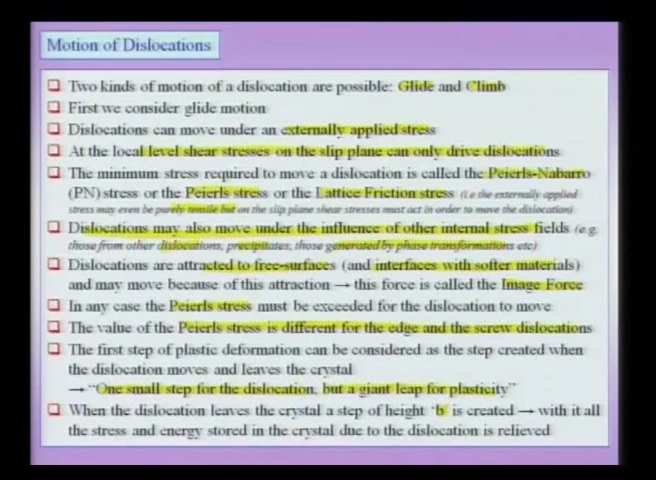 Motion of Dislocations
❑ Two kinds of motion of a dislocation are possible: Glide and Climb
❑ First we consider glide motion
❑ Dislocations can move under an externally applied stress
❑ At the local level shear stresses on the slip plane can only drive dislocations
❑ The minimum stress required to move a dislocation is called the Peierls-Nabarro
(PN) stress or the Peierls stress or the Lattice Friction stress (i.e the externally applied
stress may even be purely tensile but on the slip plane shear stresses must act in order to move the dislocation)
❑ Dislocations may also move under the influence of other internal stress fields (e.g.
those from other dislocations, precipitates, those generated by phase transformations etc)
❑ Dislocations are attracted to free-surfaces (and interfaces with softer materials)
and may move because of this attraction → this force is called the Image Force
❑ In any case the Peierls stress must be exceeded for the dislocation to move
❑ The value of the Peierls stress is different for the edge and the screw dislocations
❑ The first step of plastic deformation can be considered as the step created when
the dislocation moves and leaves the crystal
→ “One small step for the dislocation, but a giant leap for plasticity”
❑ When the dislocation leaves the crystal a step of height ‘b’ is created → with it all
the stress and energy stored in the crystal due to the dislocation is relieved